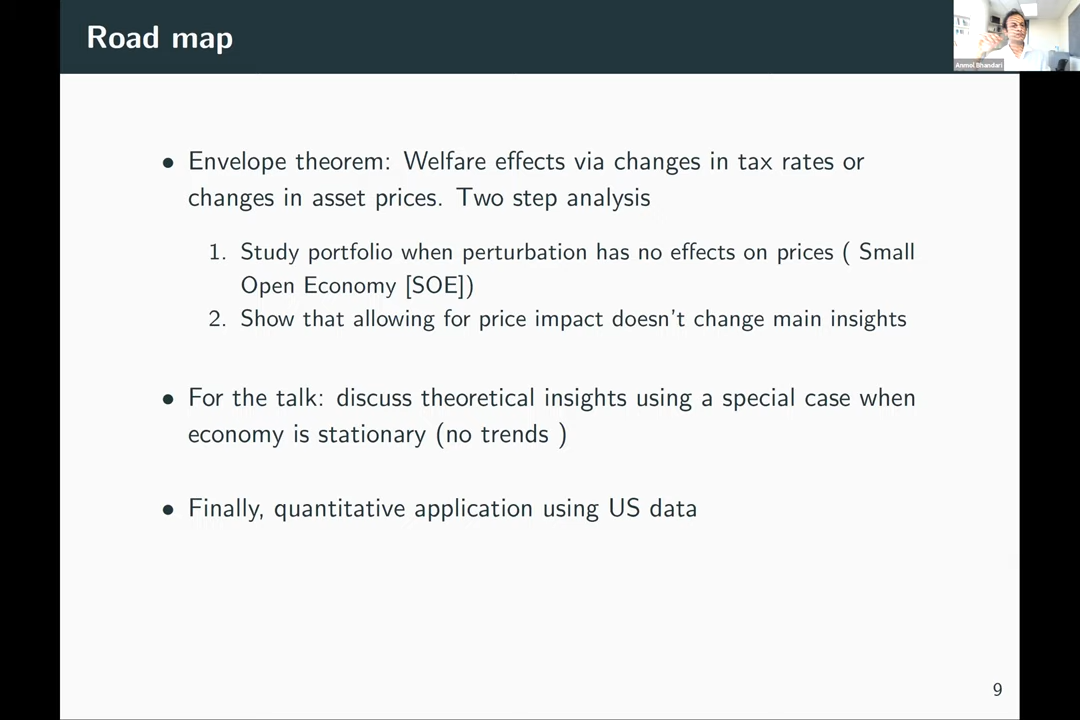 Road map
Anmol Bhandari
• Envelope theorem: Welfare effects via changes in tax rates or
changes in asset prices. Two step analysis
1. Study portfolio when perturbation has no effects on prices ( Small
Open Economy [SOE])
2. Show that allowing for price impact doesn't change main insights
• For the talk: discuss theoretical insights using a special case when
economy is stationary (no trends )
• Finally, quantitative application using US data
9